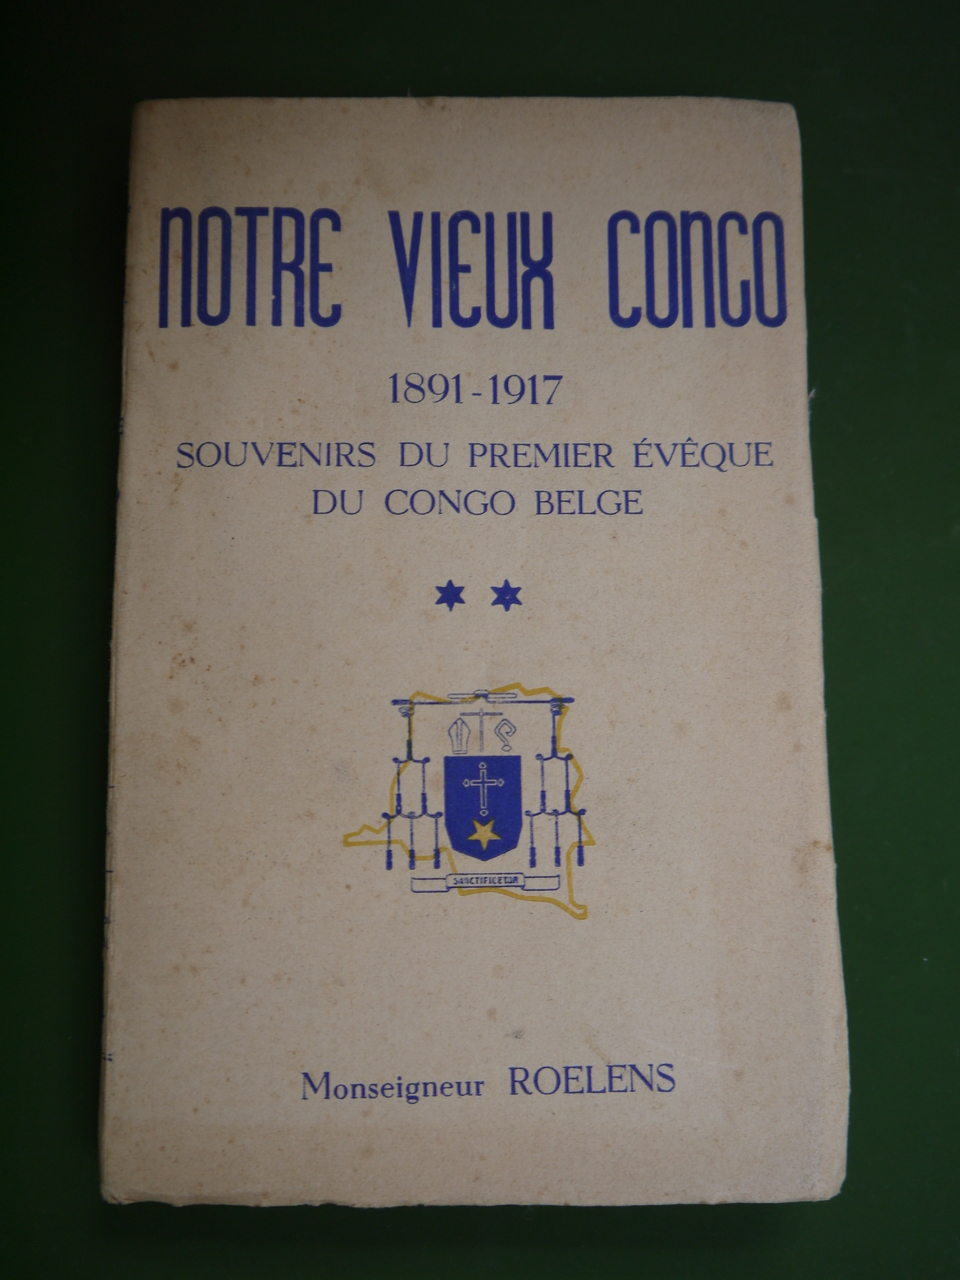 NOTRE VIEUX CONGO
1891-1917
SOUVENIRS DU PREMIER ÉVÊQUE
DU CONGO BELGE
SANCTIFICETUR
Monseigneur ROELENS